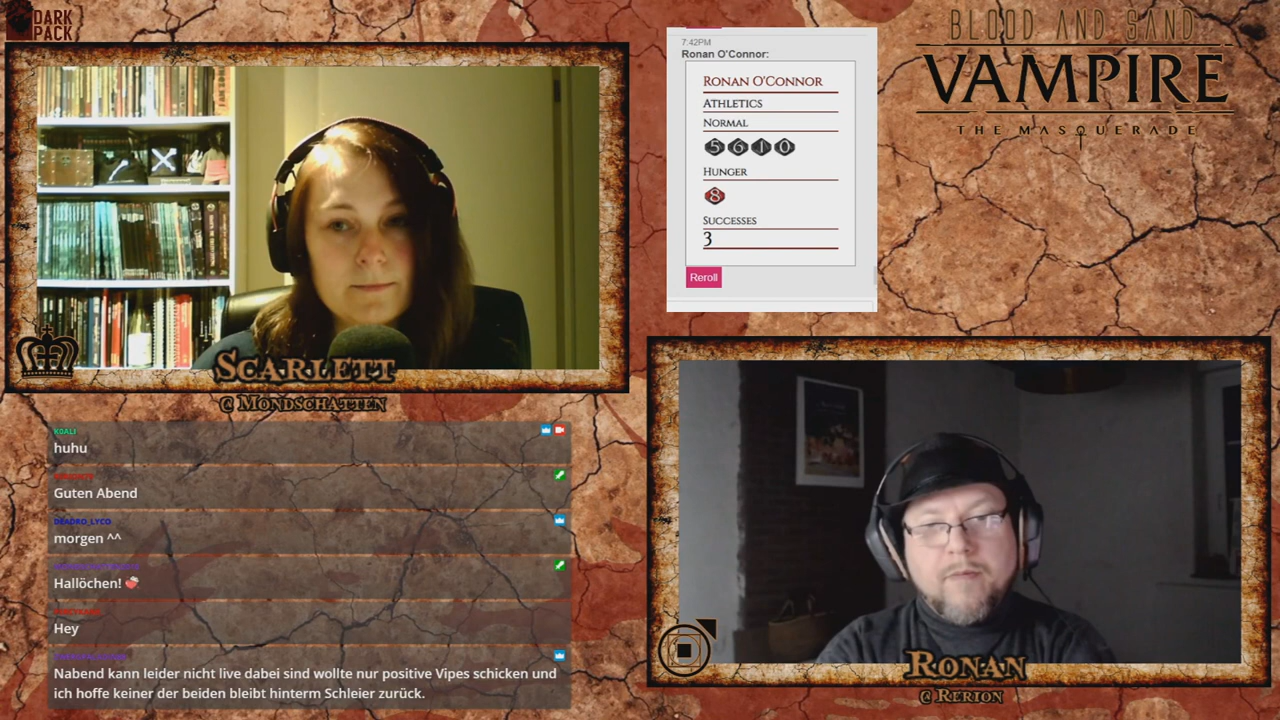 DARK
PACK
BLOOD AND SAND
VAMPIRE
THE MASQUERADE
7:42PM
Ronan O'Connor:
RONAN O'CONNOR
ATHLETICS
NORMAL
5 6 1 0
HUNGER
8
SUCCESSES
3
Reroll
SCARLETT
@ MONDSCHATTEN
huhu
Guten Abend
DEADRO_LYCO
morgen ^^
Hallöchen!
Hey
Nabend kann leider nicht live dabei sind wollte nur positive Vipes schicken und
ich hoffe keiner der beiden bleibt hinterm Schleier zurück.
RONAN
@ RERION